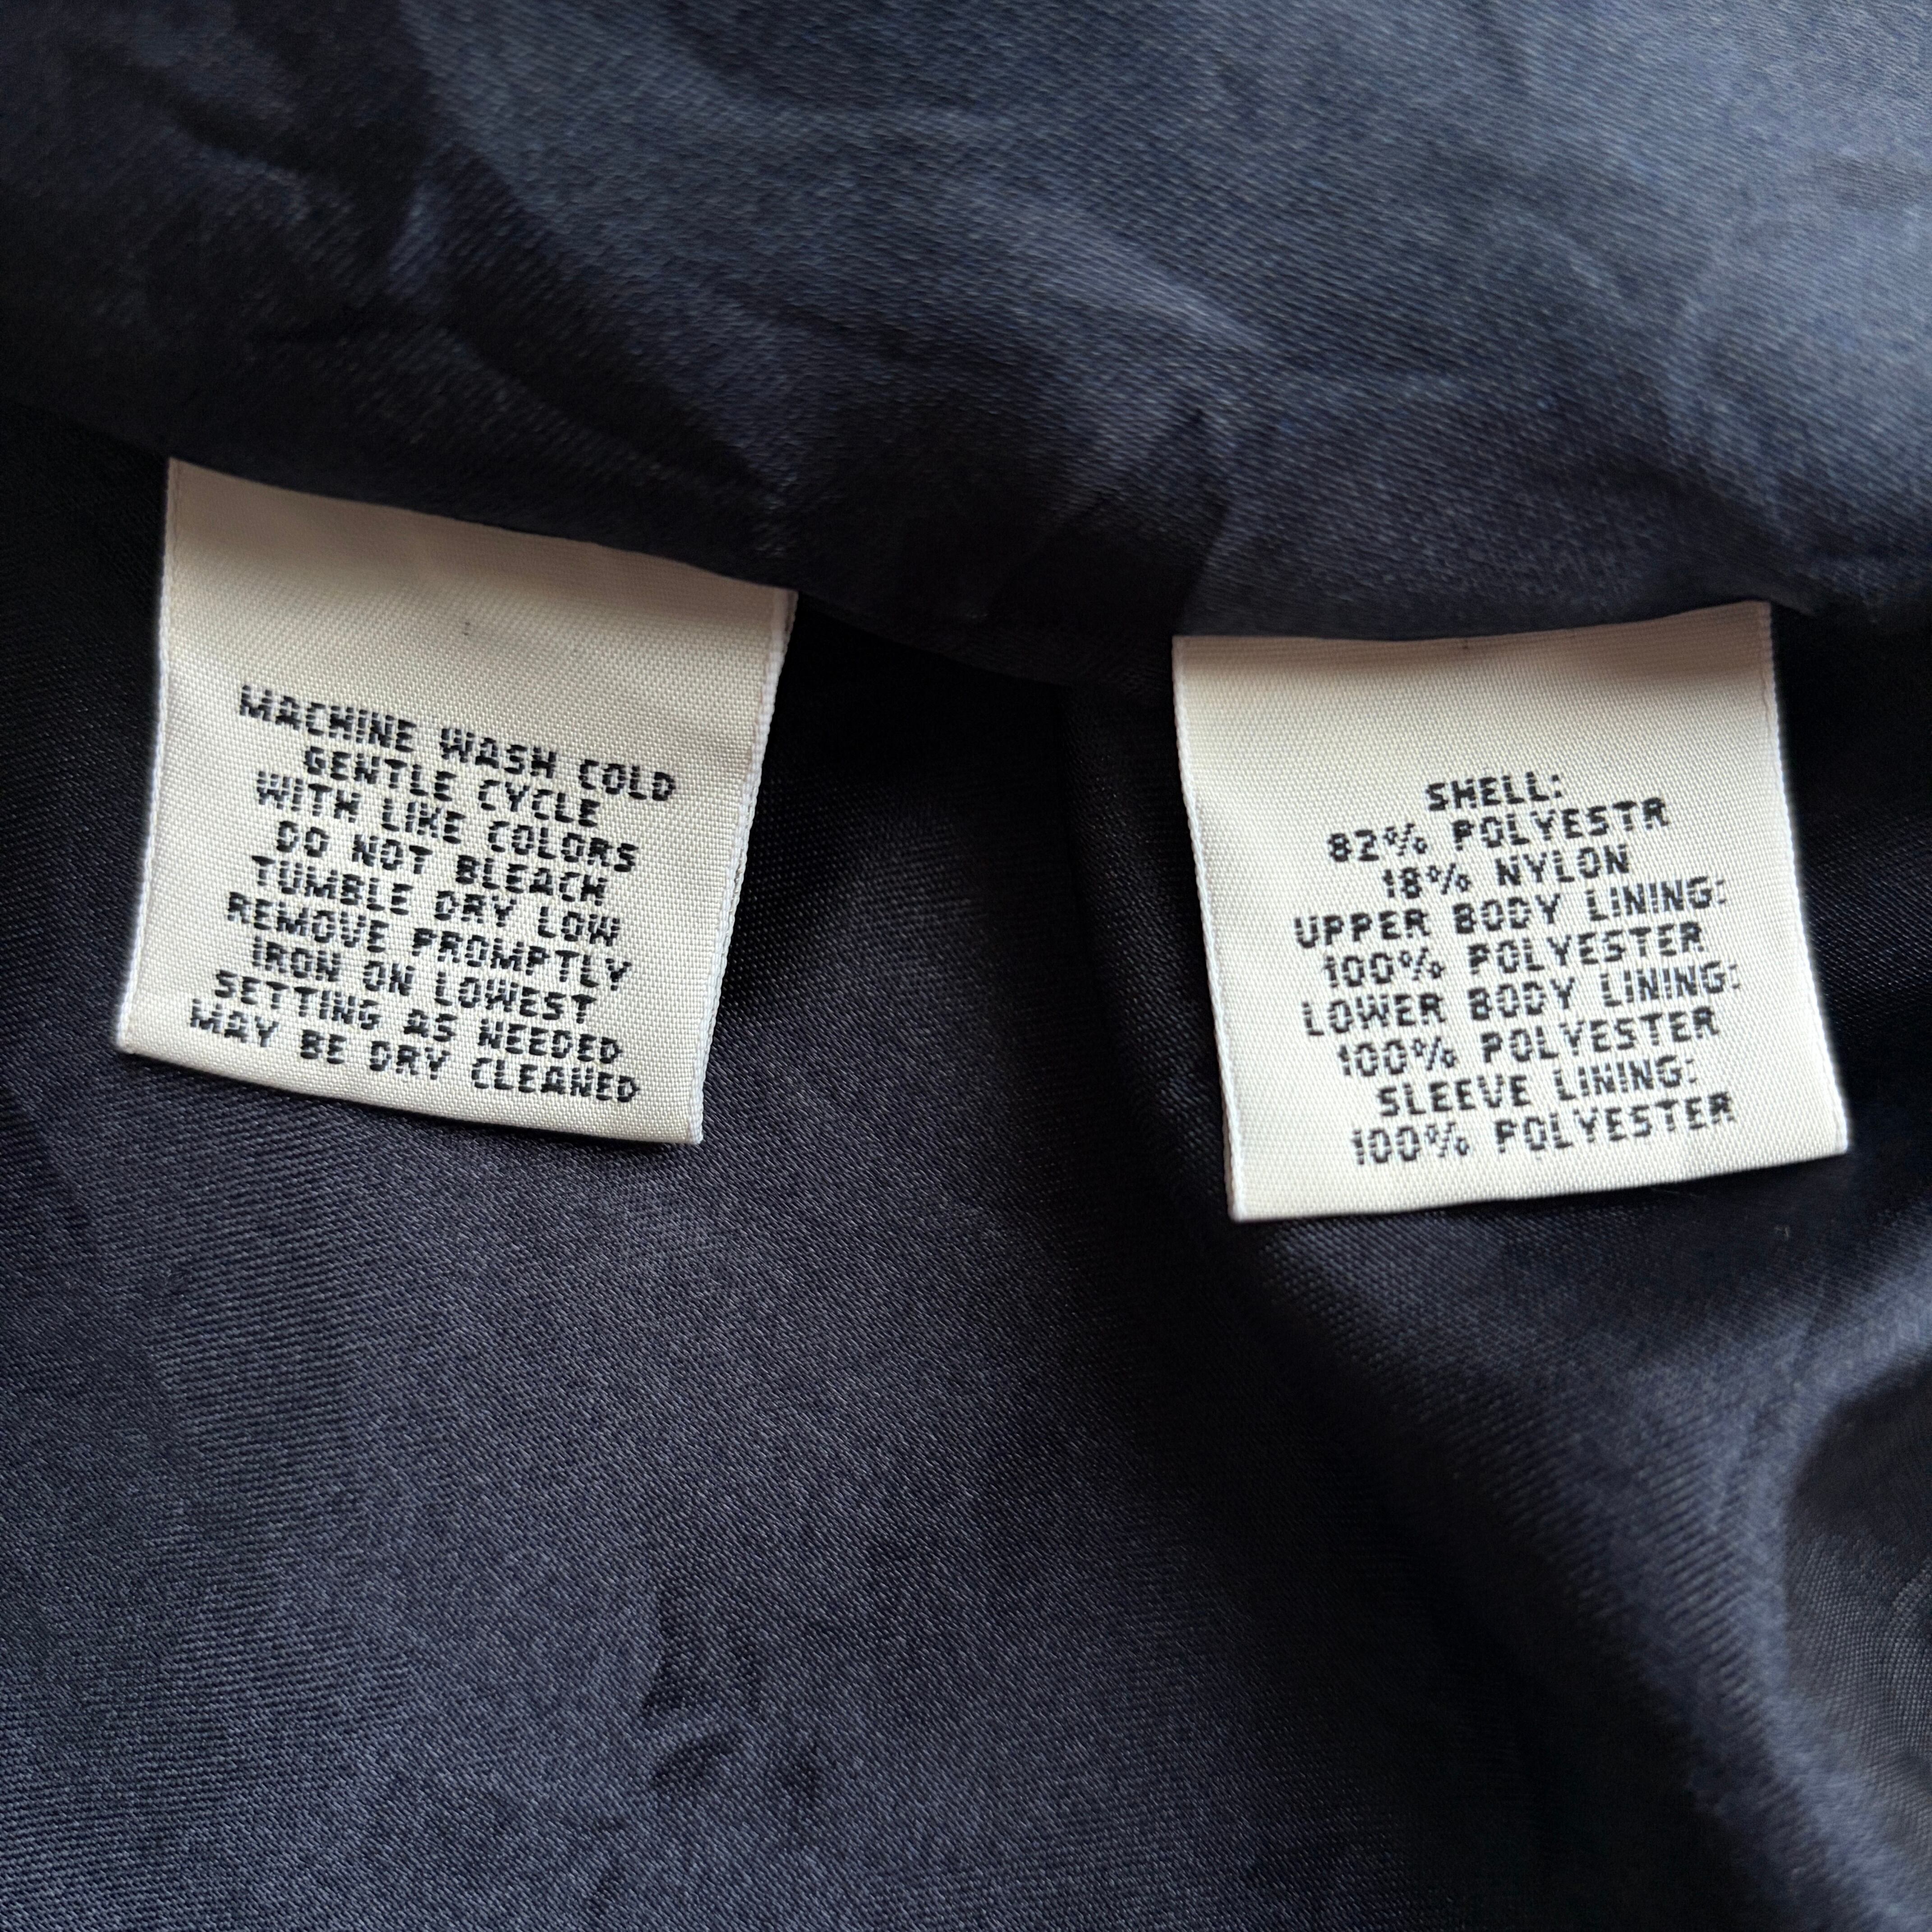 MACHINE WASH COLD
GENTLE CYCLE
WITH LIKE COLORS
DO NOT BLEACH
TUMBLE DRY LOW
REMOVE PROMPTLY
IRON ON LOWEST
SETTING AS NEEDED
MAY BE DRY CLEANED
SHELL:
82% POLYESTR
18% NYLON
UPPER BODY LINING:
100% POLYESTER
LOWER BODY LINING:
100% POLYESTER
SLEEVE LINING:
100% POLYESTER